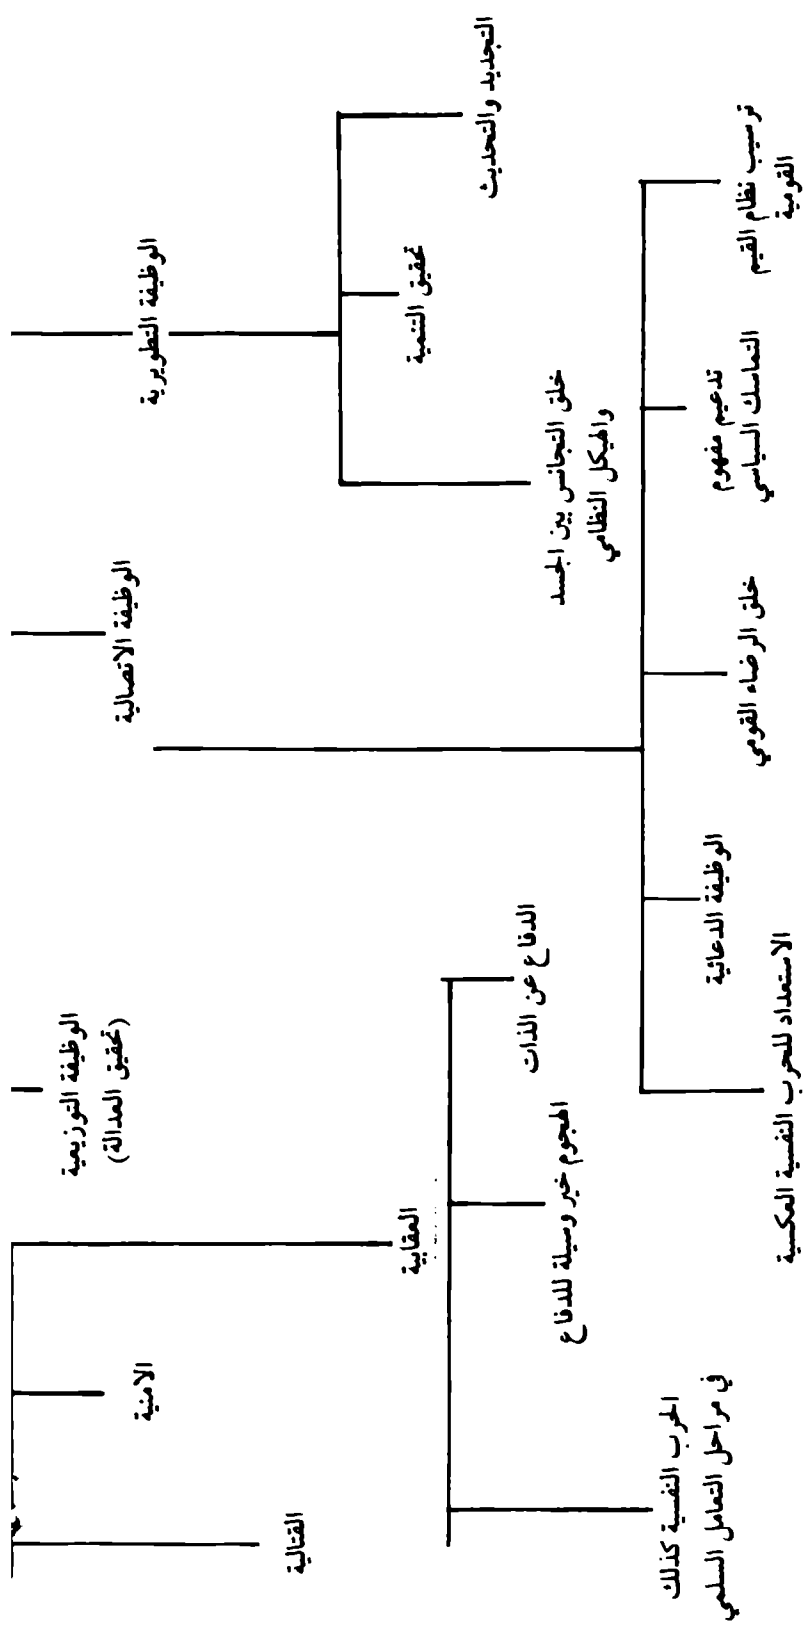 الوظيفة التطويرية
التجديد والتحديث
تحقيق التنمية
خلق التجانس بين الجسد
والهيكل النظامي
الوظيفة الاتصالية
ترسيب نظام القيم
القومية
تدعيم مفهوم
التماسك السياسي
خلق الرضاء القومي
الوظيفة الدعائية
الاستعداد للحرب النفسية العكسية
الوظيفة التوزيعية
(تحقيق العدالة)
العقابية
الامنية
القتالية
الدفاع عن الذات
الهجوم خير وسيلة للدفاع
الحرب النفسية كذلك
في مراحل التعامل السلمي